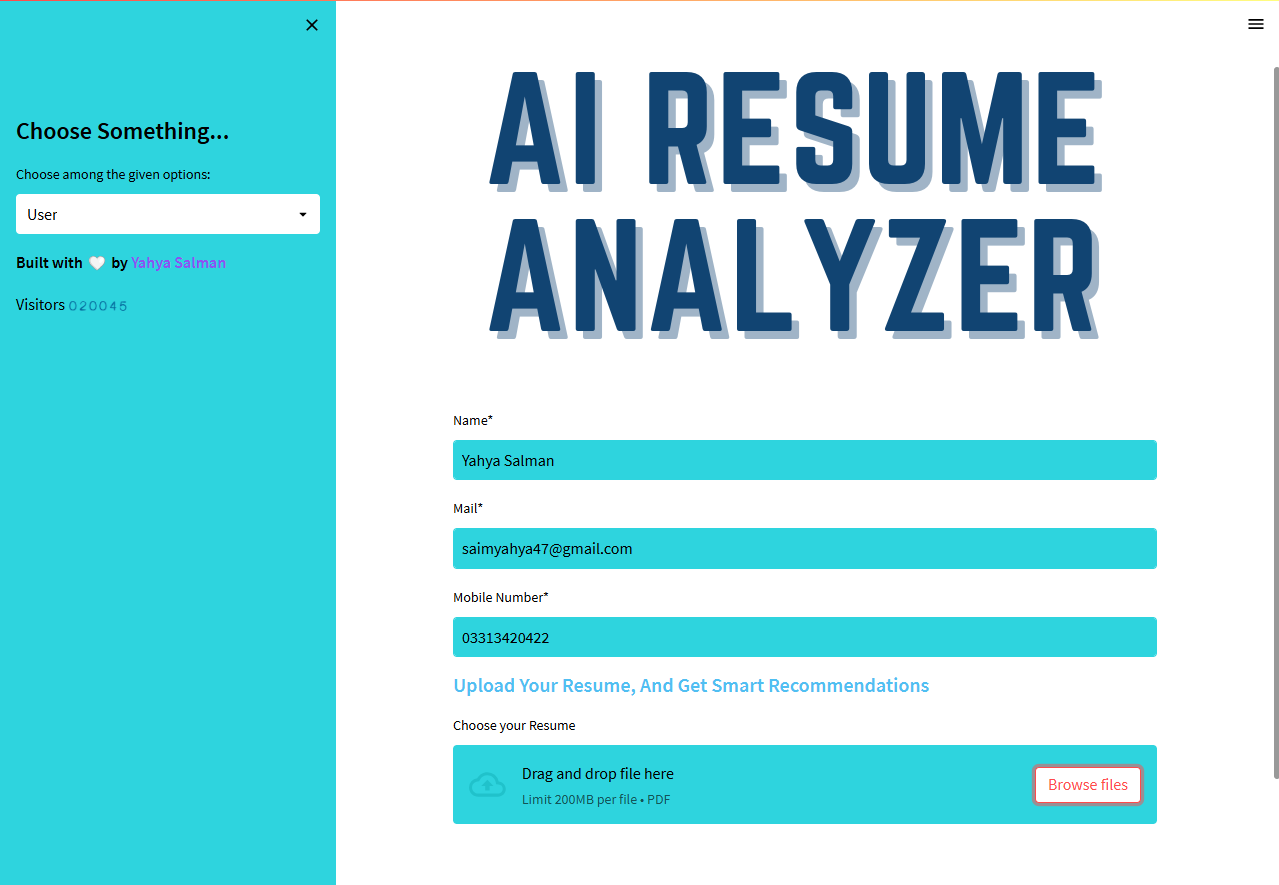 Choose Something...
Choose among the given options:
User
Built with 🤍 by Yahya Salman
Visitors 020045
AI RESUME
ANALYZER
Name*
Yahya Salman
Mail*
saimyahya47@gmail.com
Mobile Number*
03313420422
Upload Your Resume, And Get Smart Recommendations
Choose your Resume
Drag and drop file here
Limit 200MB per file • PDF
Browse files